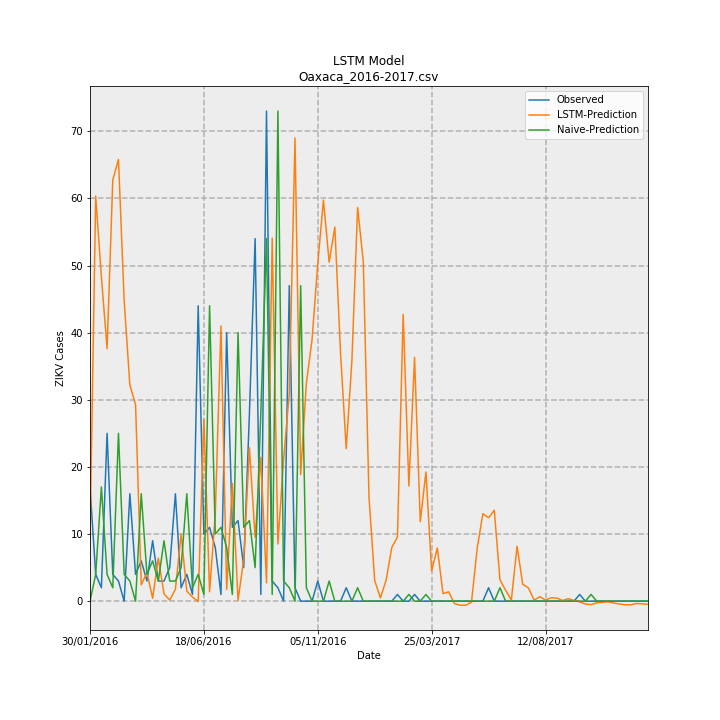 LSTM Model
Oaxaca_2016-2017.csv
Observed
LSTM-Prediction
Naive-Prediction
ZIKV Cases
70
60
50
40
30
20
10
0
30/01/2016
18/06/2016
05/11/2016
25/03/2017
12/08/2017
Date